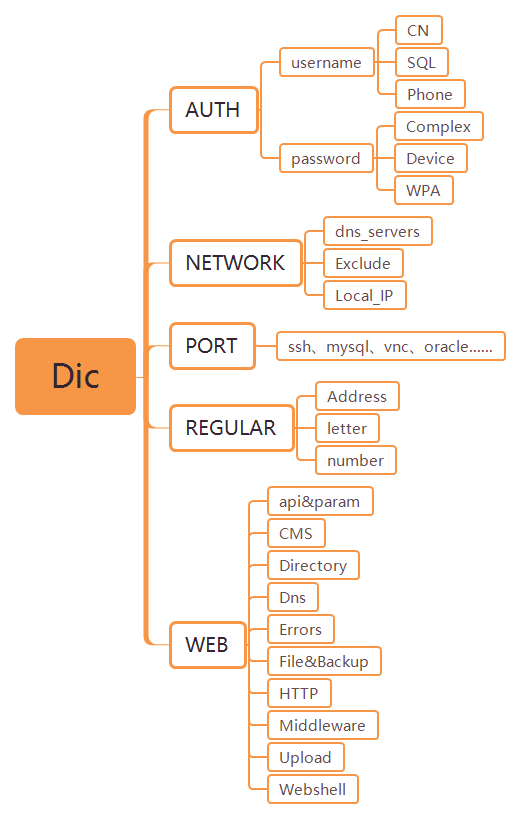 Dic
AUTH
username
CN
SQL
Phone
password
Complex
Device
WPA
NETWORK
dns_servers
Exclude
Local_IP
PORT
ssh、mysql、vnc、oracle......
REGULAR
Address
letter
number
WEB
api&param
CMS
Directory
Dns
Errors
File&Backup
HTTP
Middleware
Upload
Webshell